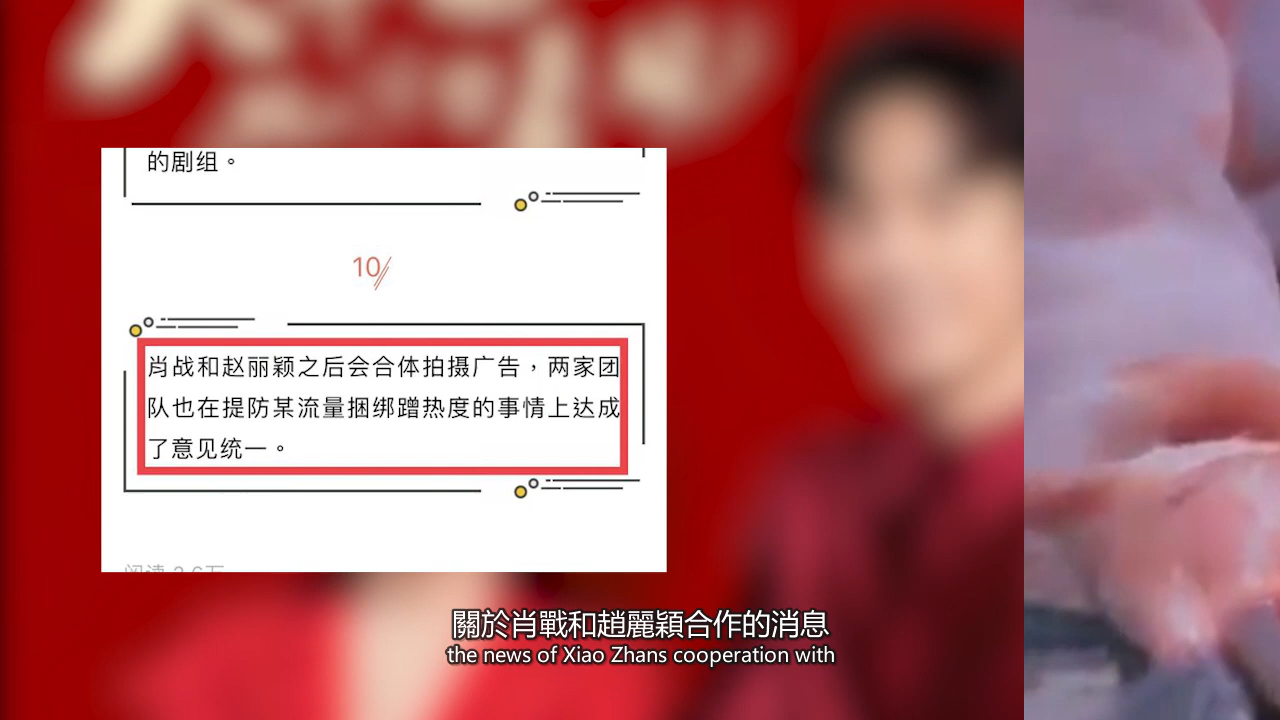 的剧组。
10
肖战和赵丽颖之后会合体拍摄广告，两家团
队也在提防某流量捆绑蹭热度的事情上达成
了意见统一。
關於肖戰和趙麗穎合作的消息
the news of Xiao Zhans cooperation with